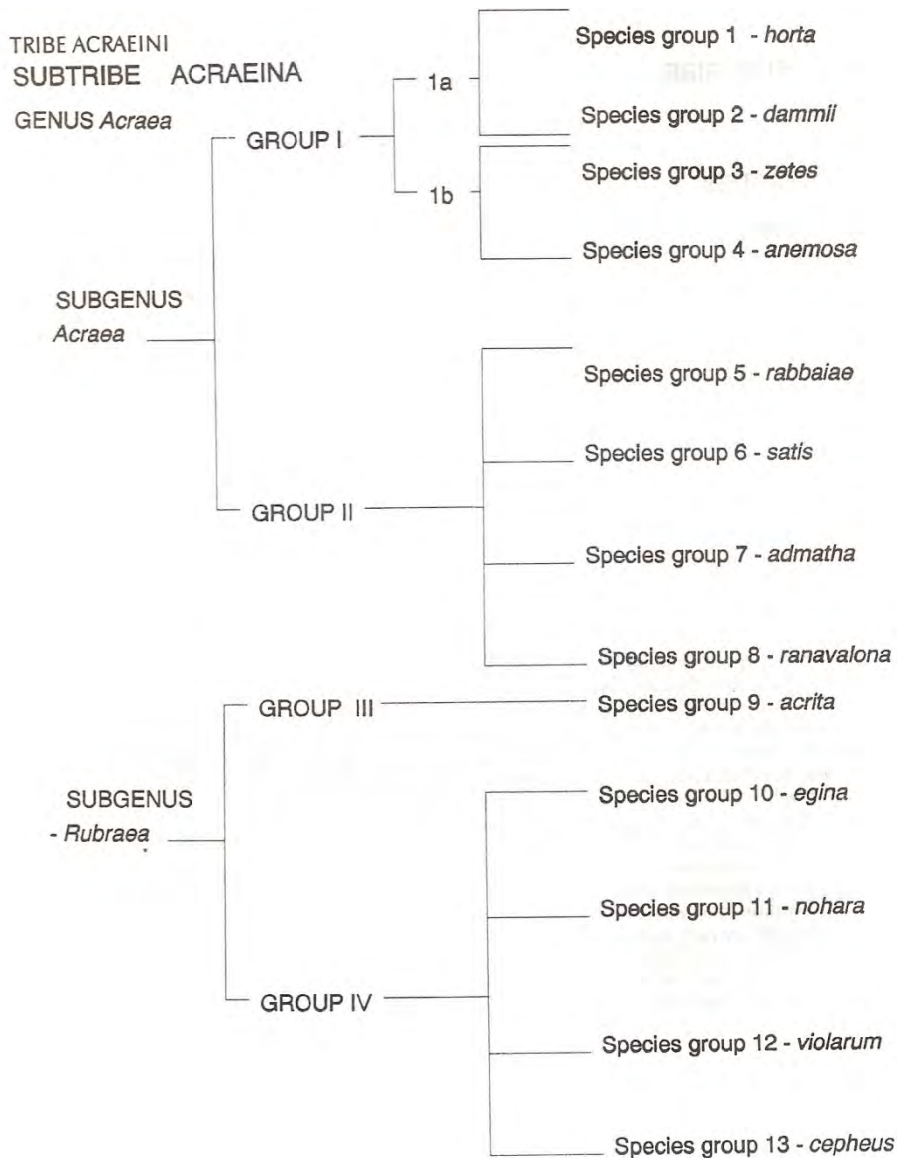 TRIBE ACRAEINI
SUBTRIBE ACRAEINA
GENUS Acraea
GROUP I
1a
Species group 1 - horta
Species group 2 - dammii
1b
Species group 3 - zetes
Species group 4 - anemosa
SUBGENUS
Acraea
GROUP II
Species group 5 - rabbaiae
Species group 6 - satis
Species group 7 - admatha
Species group 8 - ranavalona
SUBGENUS
- Rubraea
GROUP III
Species group 9 - acrita
GROUP IV
Species group 10 - egina
Species group 11 - nohara
Species group 12 - violarum
Species group 13 - cepheus